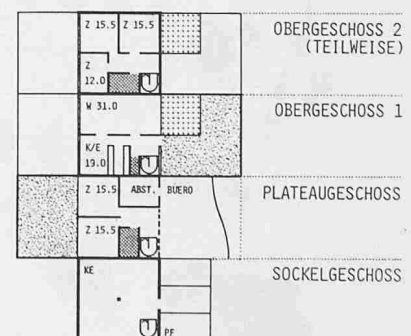 Z 15.5 Z 15.5
OBERGESCHOSS 2
(TEILWEISE)
Z
12.0
W 31.0
OBERGESCHOSS 1
K/E
19.0
Z 15.5 ABST. BUERO
PLATEAUGESCHOSS
Z 15.5
KE
SOCKELGESCHOSS
PF